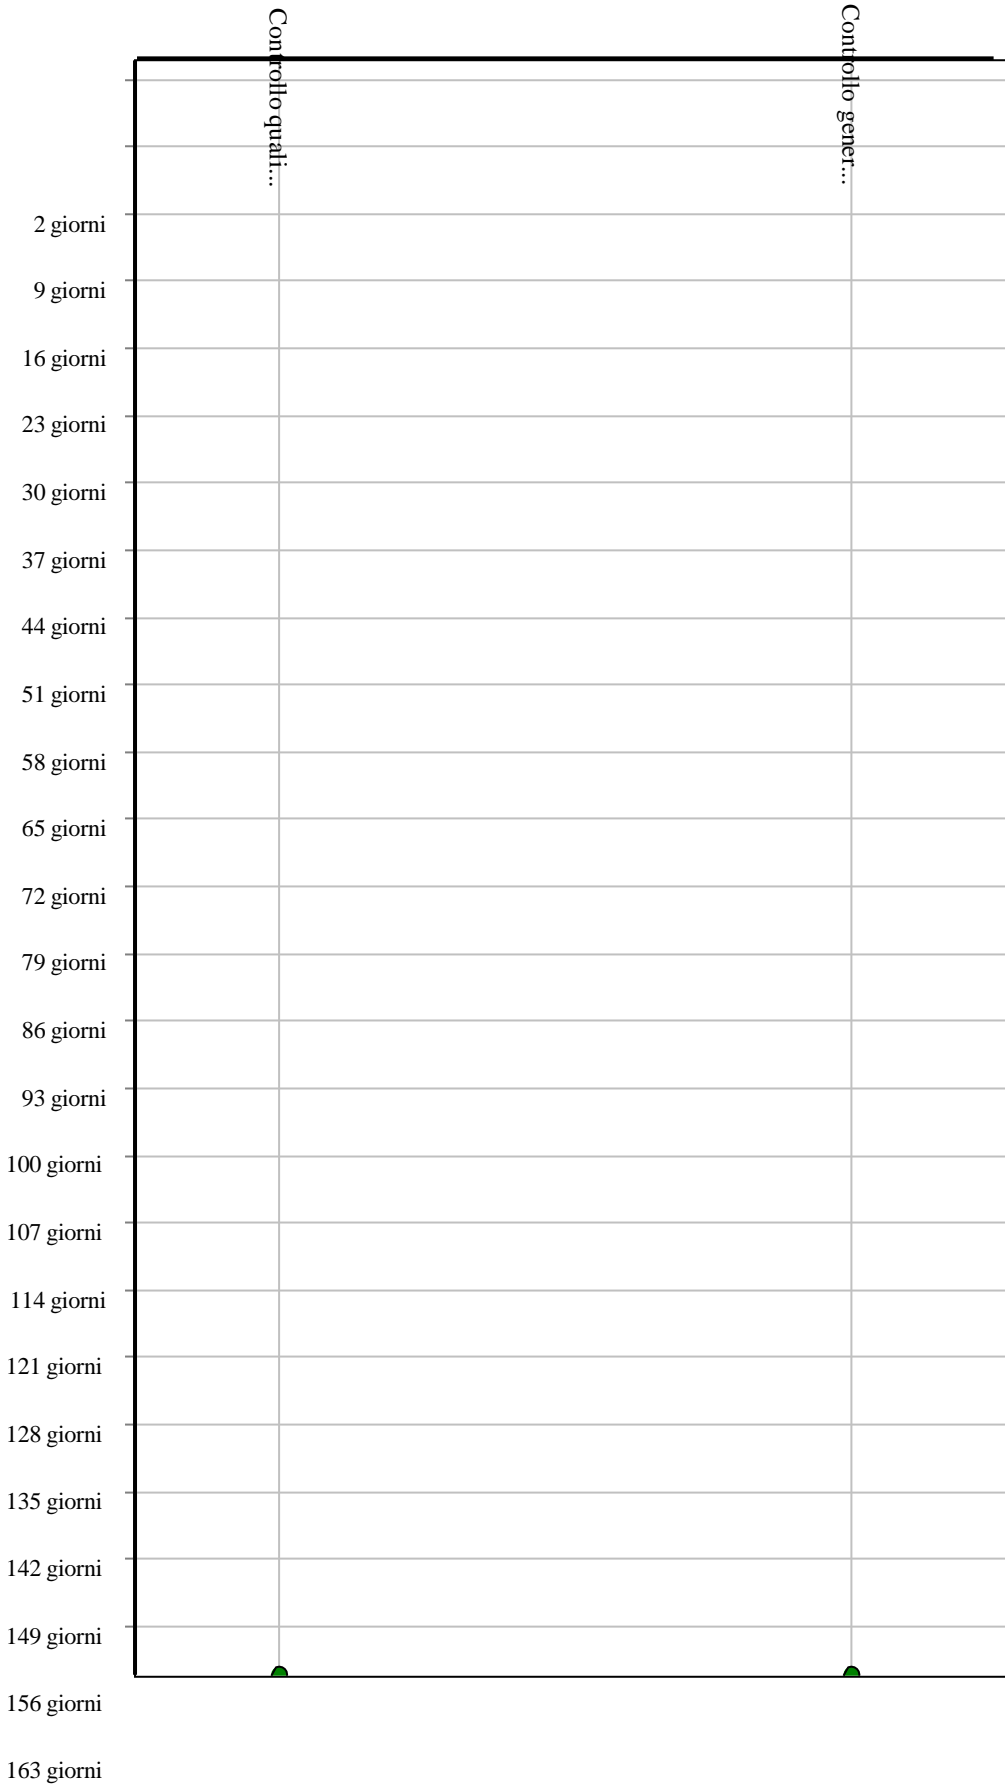 Controllo quali...
Controllo gener...
2 giorni
9 giorni
16 giorni
23 giorni
30 giorni
37 giorni
44 giorni
51 giorni
58 giorni
65 giorni
72 giorni
79 giorni
86 giorni
93 giorni
100 giorni
107 giorni
114 giorni
121 giorni
128 giorni
135 giorni
142 giorni
149 giorni
156 giorni
163 giorni